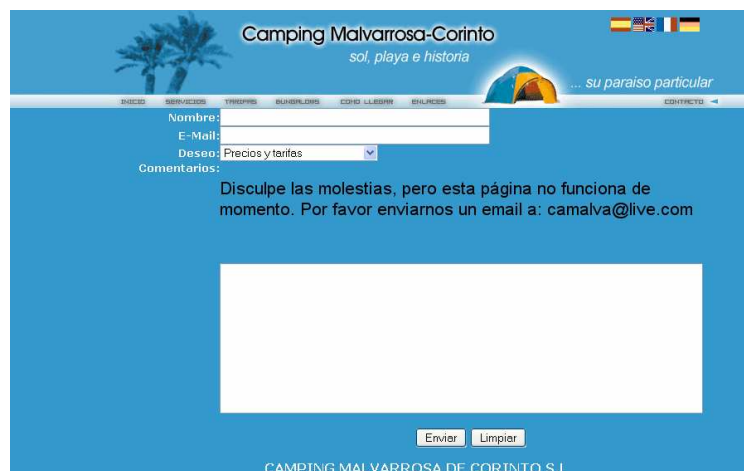 Camping Malvarrosa-Corinto
sol, playa e historia
... su paraiso particular
INICIO SERVICIOS TARIFAS BUNGALOWS COMO LLEGAR ENLACES CONTACTO
Nombre:
E-Mail:
Deseo: Precios y tarifas
Comentarios:
Disculpe las molestias, pero esta página no funciona de
momento. Por favor enviarnos un email a: camalva@live.com
Enviar Limpiar
CAMPING MALVARROSA DE CORINTO S.L.